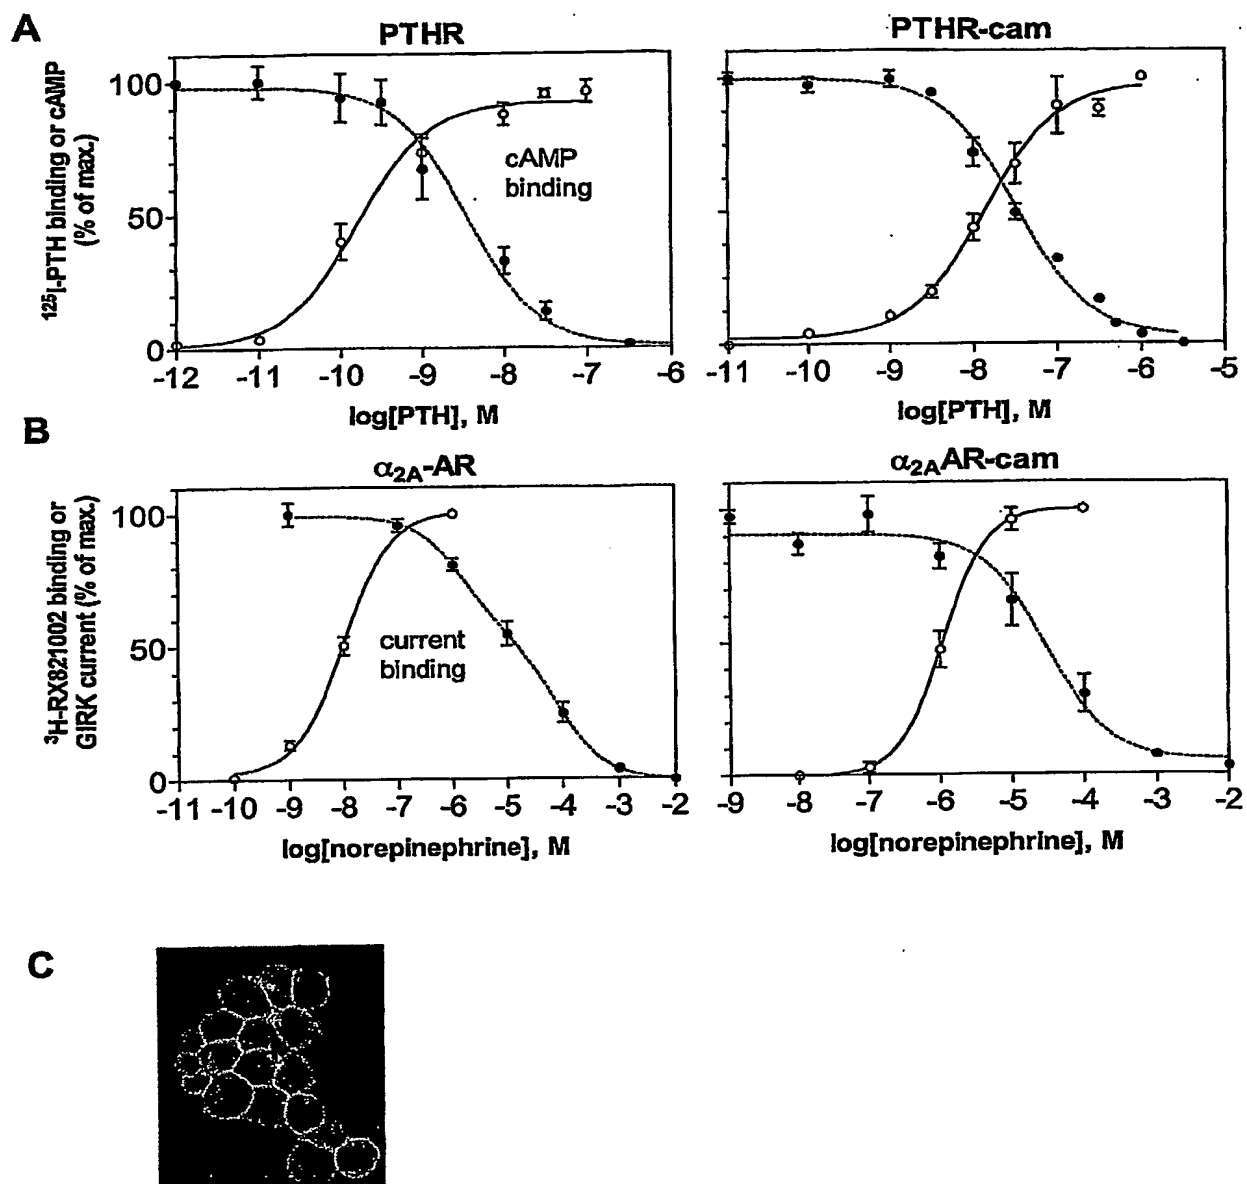 A
PTHR
PTHR-cam
¹²⁵I-PTH binding or cAMP
(% of max.)
100
50
0
cAMP
binding
-12 -11 -10 -9 -8 -7 -6
-11 -10 -9 -8 -7 -6 -5
log[PTH], M
log[PTH], M
B
α2A-AR
α2AAR-cam
³H-RX821002 binding or
GIRK current (% of max.)
100
50
0
current
binding
-11 -10 -9 -8 -7 -6 -5 -4 -3 -2
-9 -8 -7 -6 -5 -4 -3 -2
log[norepinephrine], M
log[norepinephrine], M
C